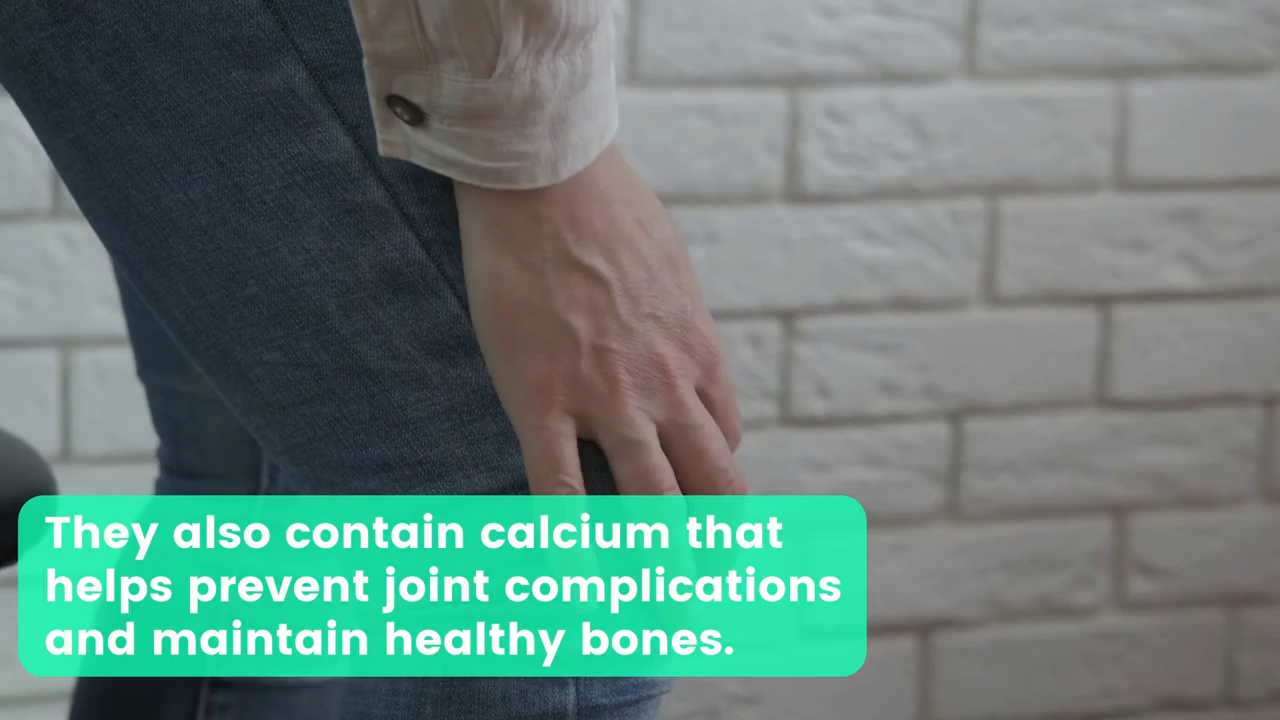 They also contain calcium that
helps prevent joint complications
and maintain healthy bones.